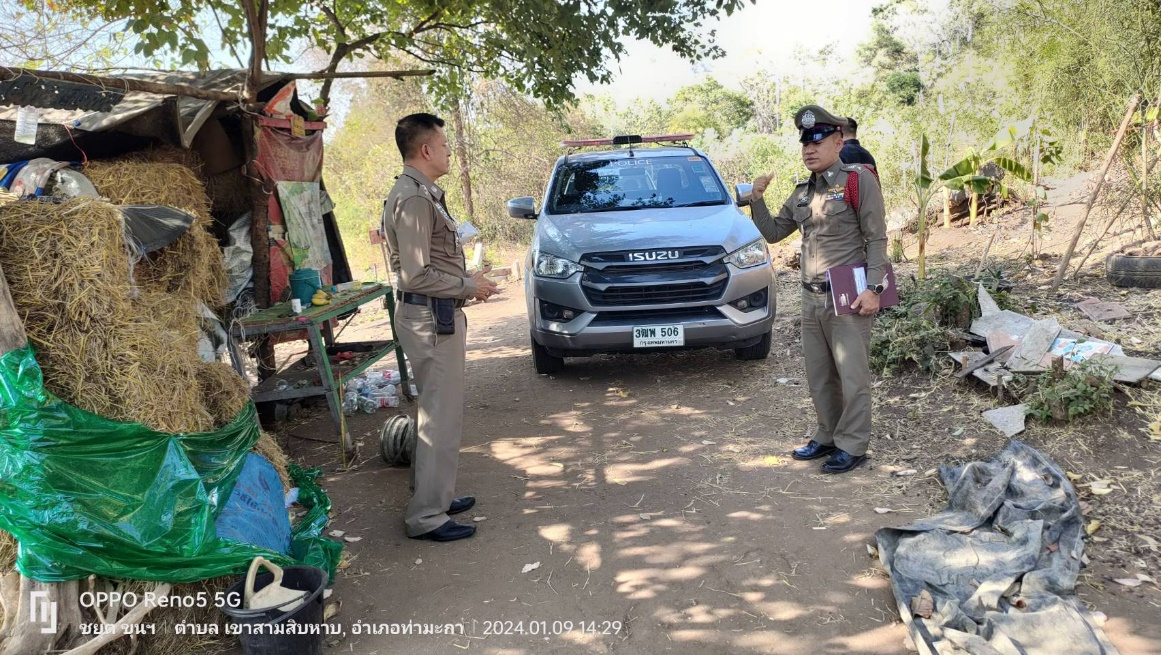 POLICE
ISUZU
3ฒฬ 506
กรุงเทพมหานคร
OPPO Reno5 5G
ชยุต ขนฯ | ตำบล เขาสามสิบหาบ, อำเภอท่ามะกา | 2024.01.09 14:29